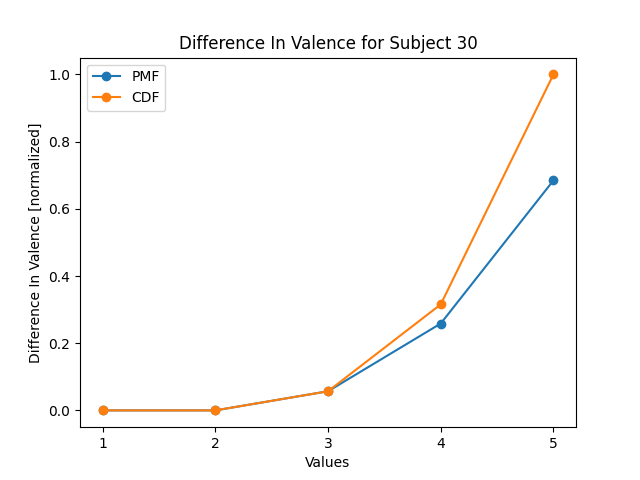 Difference In Valence for Subject 30
PMF
CDF
1.0
0.8
0.6
0.4
0.2
0.0
Difference In Valence [normalized]
1 2 3 4 5
Values